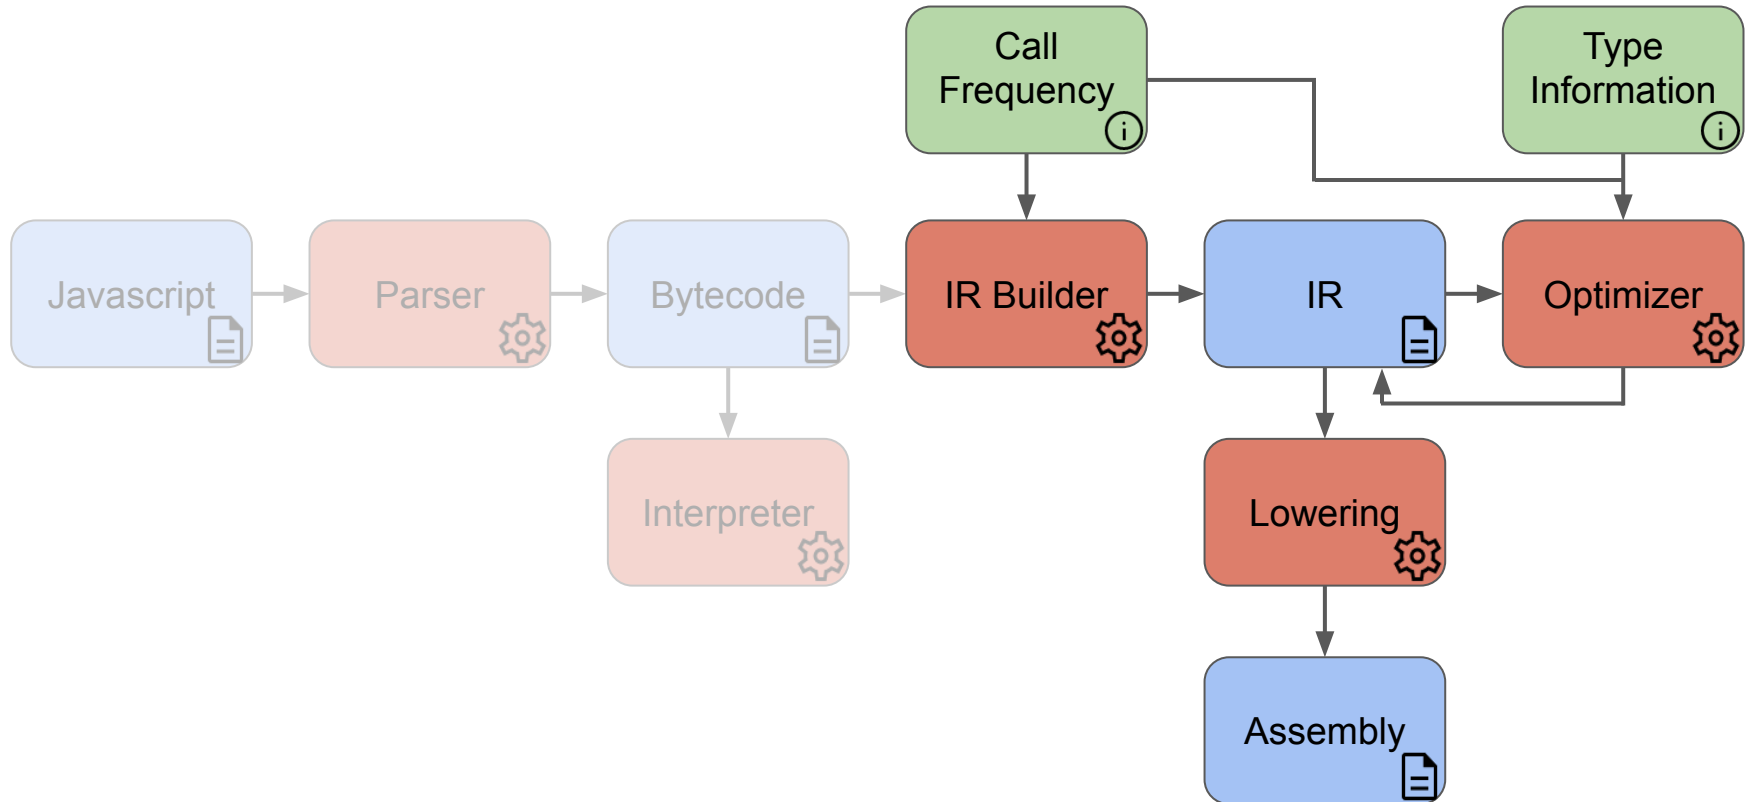 Call
Frequency
Type
Information
Javascript
Parser
Bytecode
IR Builder
IR
Optimizer
Interpreter
Lowering
Assembly